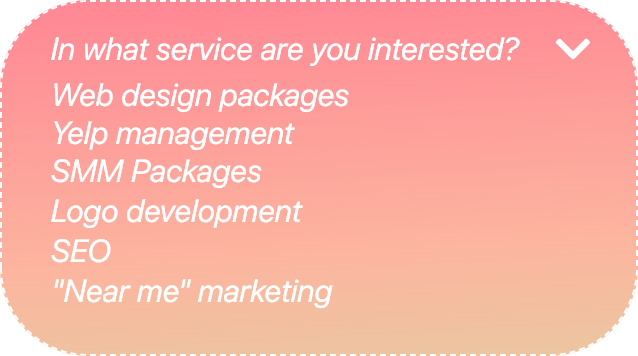 In what service are you interested?
Web design packages
Yelp management
SMM Packages
Logo development
SEO
"Near me" marketing